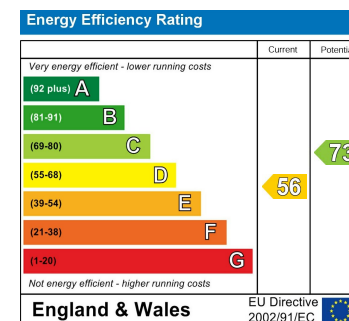 Energy Efficiency Rating
Current Potenti
Very energy efficient - lower running costs
(92 plus) A
(81-91) B
(69-80) C
(55-68) D
(39-54) E
(21-38) F
(1-20) G
56
73
Not energy efficient - higher running costs
England & Wales
EU Directive
2002/91/EC